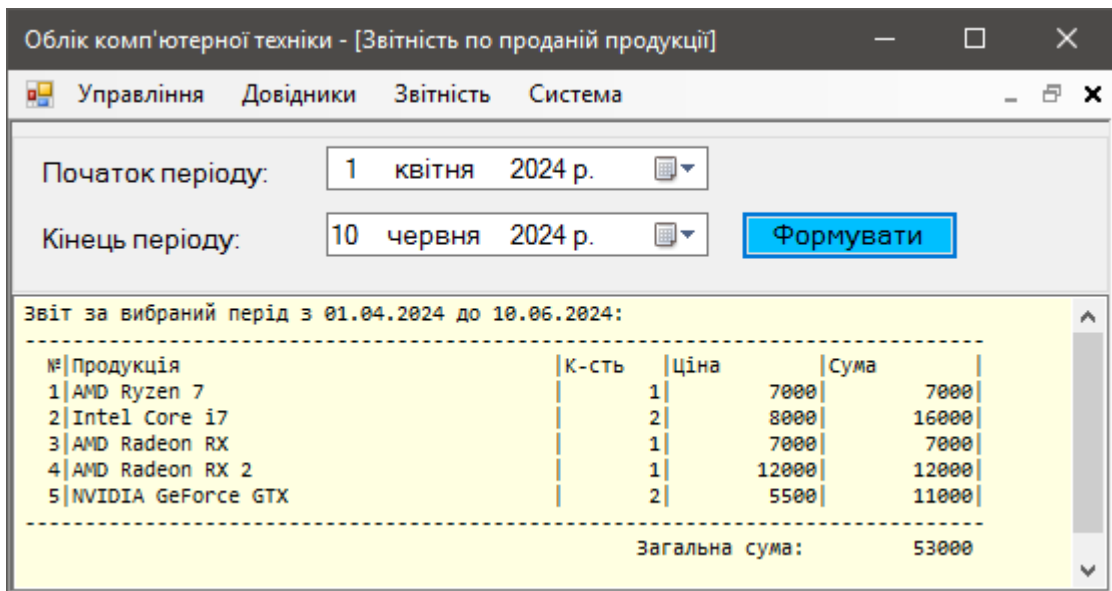 Облік комп'ютерної техніки - [Звітність по проданій продукції]
Управління Довідники Звітність Система
Початок періоду: 1 квітня 2024 р.
Кінець періоду: 10 червня 2024 р. Формувати
Звіт за вибраний перід з 01.04.2024 до 10.06.2024:
--------------------------------------------------------------------------------
№|Продукція |К-сть |Ціна |Сума |
1|AMD Ryzen 7 | 1| 7000| 7000|
2|Intel Core i7 | 2| 8000| 16000|
3|AMD Radeon RX | 1| 7000| 7000|
4|AMD Radeon RX 2 | 1| 12000| 12000|
5|NVIDIA GeForce GTX | 2| 5500| 11000|
--------------------------------------------------------------------------------
Загальна сума: 53000